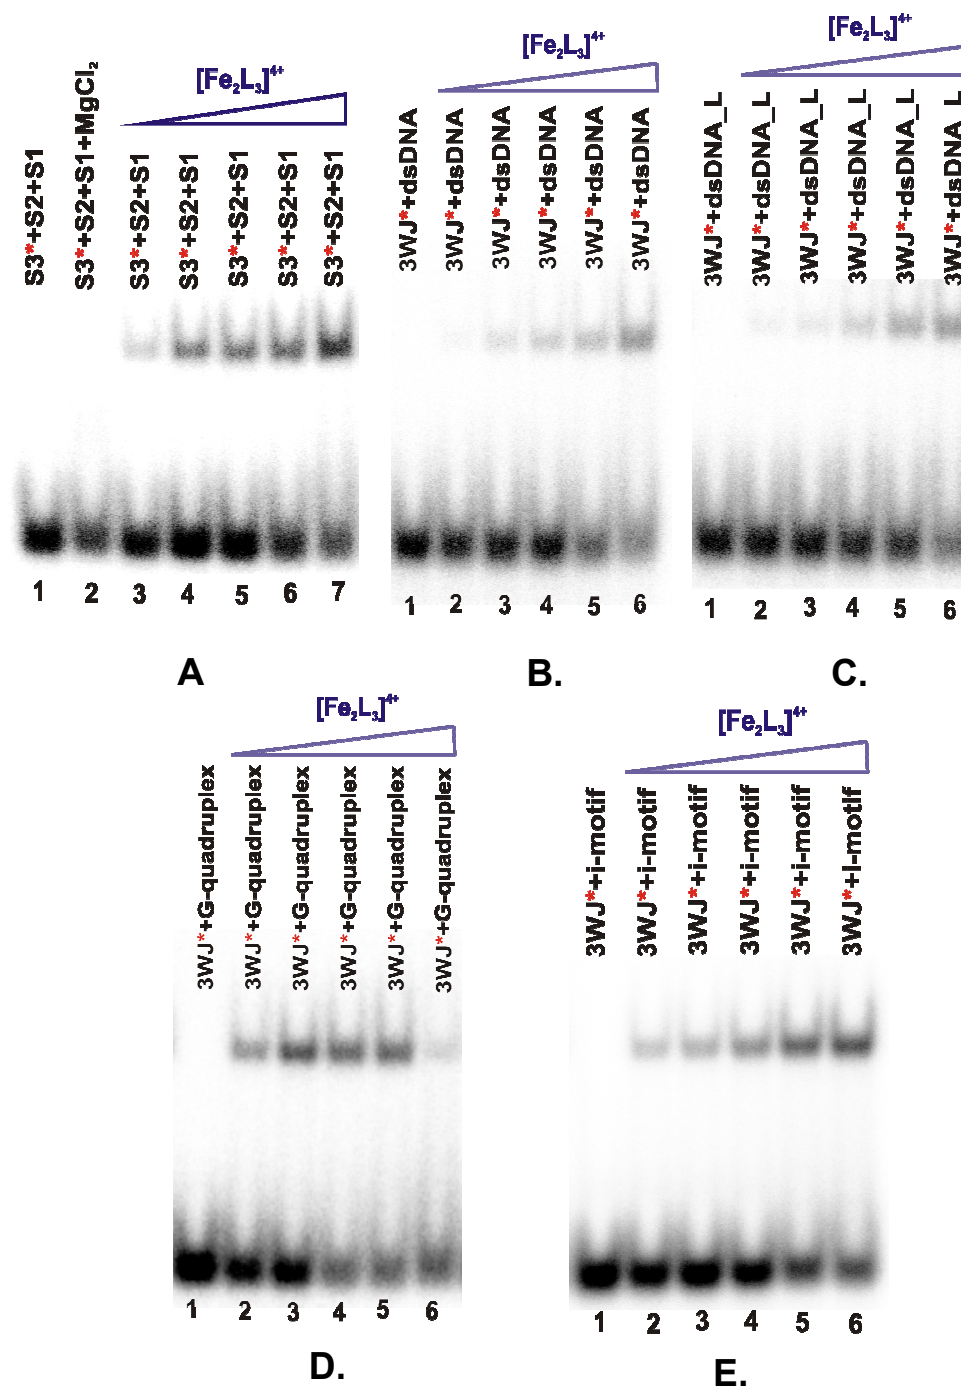 [Fe₂L₃]⁴⁺
S3*+S2+S1
S3*+S2+S1+MgCl₂
S3*+S2+S1
S3*+S2+S1
S3*+S2+S1
S3*+S2+S1
S3*+S2+S1
1 2 3 4 5 6 7
A
[Fe₂L₃]⁴⁺
3WJ*+dsDNA
3WJ*+dsDNA
3WJ*+dsDNA
3WJ*+dsDNA
3WJ*+dsDNA
3WJ*+dsDNA
1 2 3 4 5 6
B.
[Fe₂L₃]⁴⁺
3WJ*+dsDNA_L
3WJ*+dsDNA_L
3WJ*+dsDNA_L
3WJ*+dsDNA_L
3WJ*+dsDNA_L
3WJ*+dsDNA_L
1 2 3 4 5 6
C.
[Fe₂L₃]⁴⁺
3WJ*+G-quadruplex
3WJ*+G-quadruplex
3WJ*+G-quadruplex
3WJ*+G-quadruplex
3WJ*+G-quadruplex
3WJ*+G-quadruplex
1 2 3 4 5 6
D.
[Fe₂L₃]⁴⁺
3WJ*+i-motif
3WJ*+i-motif
3WJ*+i-motif
3WJ*+i-motif
3WJ*+i-motif
3WJ*+I-motif
1 2 3 4 5 6
E.